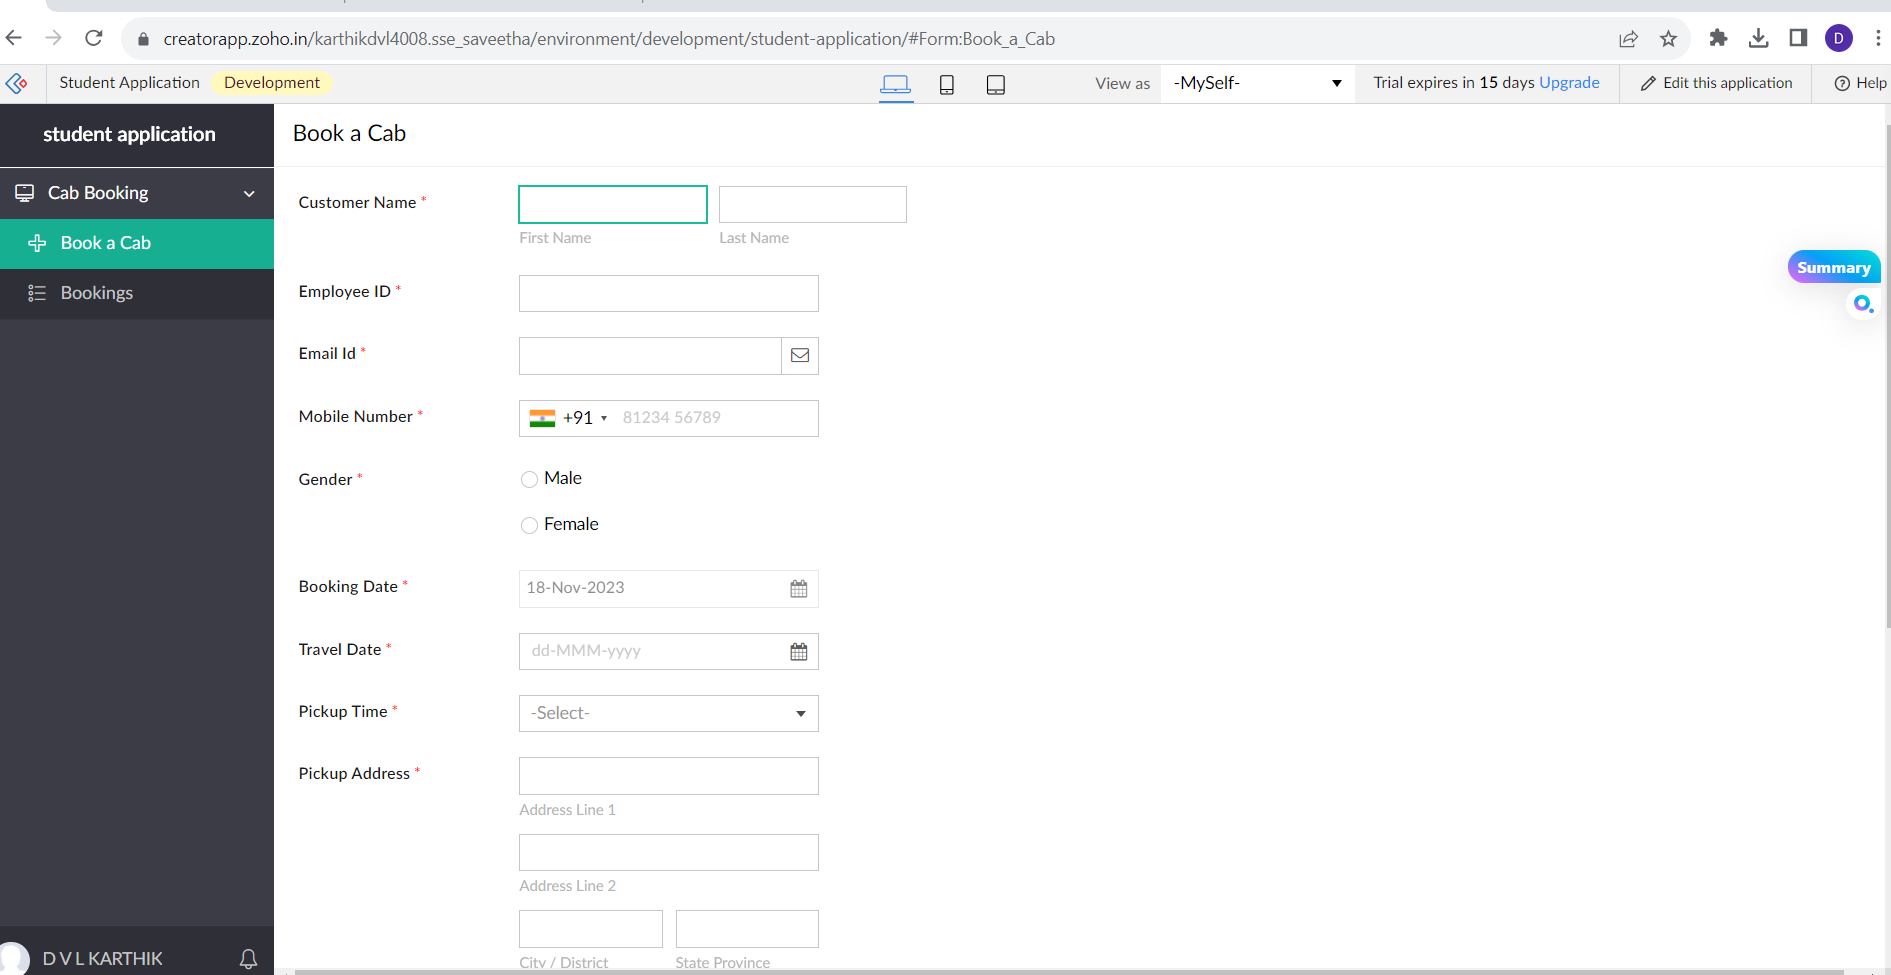 creatorapp.zoho.in/karthikdvl4008.sse_saveetha/environment/development/student-application/#Form:Book_a_Cab
D
Student Application Development View as -MySelf- Trial expires in 15 days Upgrade Edit this application Help
student application
Book a Cab
Cab Booking
Book a Cab
Bookings
Customer Name *
First Name Last Name
Summary
Employee ID *
Email Id *
Mobile Number * +91 81234 56789
Gender * Male
Female
Booking Date * 18-Nov-2023
Travel Date * dd-MMM-yyyy
Pickup Time * -Select-
Pickup Address *
Address Line 1
Address Line 2
City / District State Province
D V L KARTHIK